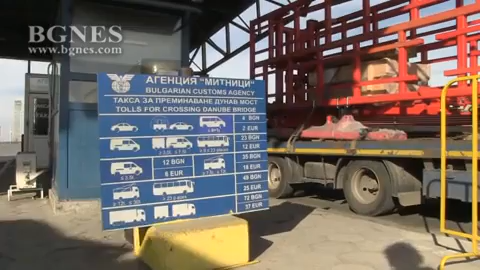 BGNES
www.bgnes.com
АГЕНЦИЯ "МИТНИЦИ"
BULGARIAN CUSTOMS AGENCY
ТАКСА ЗА ПРЕМИНАВАНЕ ДУНАВ МОСТ
TOLLS FOR CROSSING DANUBE BRIDGE
4 BGN
2 EUR
23 BGN
12 EUR
12 BGN
6 EUR
35 BGN
18 EUR
49 BGN
25 EUR
72 BGN
37 EUR